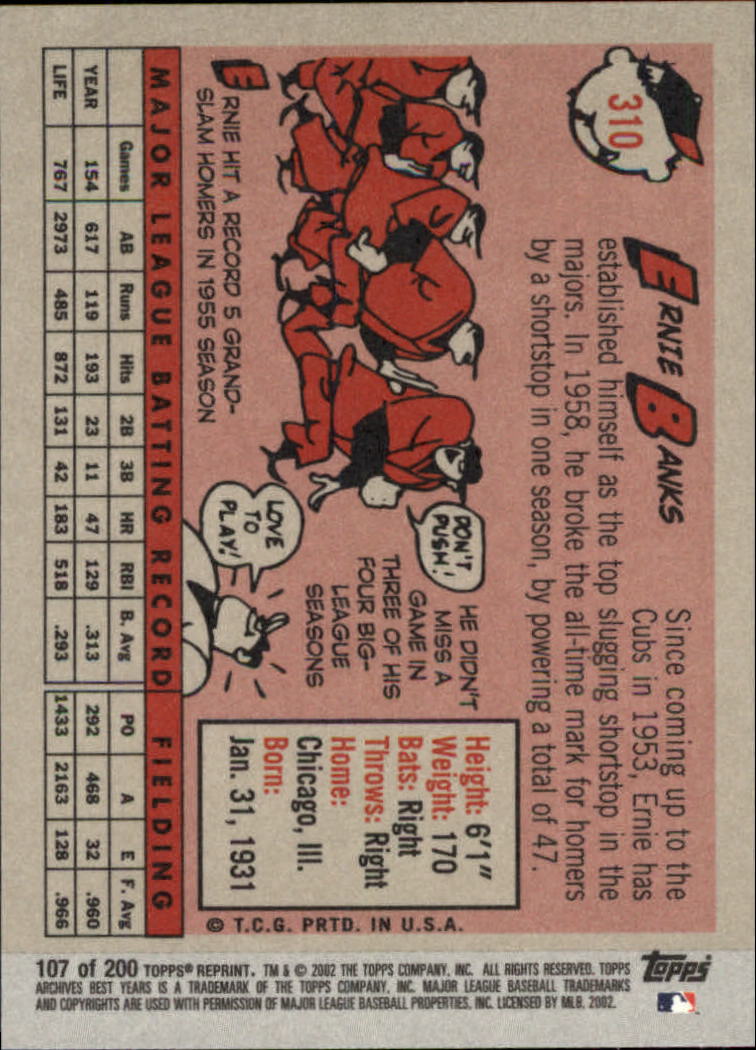 310
ERNIE BANKS
Since coming up to the
Cubs in 1953, Ernie has
established himself as the top slugging shortstop in the
majors. In 1958, he broke the all-time mark for homers
by a shortstop in one season, by powering a total of 47.
ERNIE HIT A RECORD 5 GRAND-
SLAM HOMERS IN 1955 SEASON
DON'T
PUSH!
HE DIDN'T
MISS A
GAME IN
THREE OF HIS
FOUR BIG-
LEAGUE
SEASONS
LOVE
TO
PLAY!
Height: 6'1"
Weight: 170
Bats: Right
Throws: Right
Home:
Chicago, Ill.
Born:
Jan. 31, 1931
© T.C.G. PRTD. IN U.S.A.
MAJOR LEAGUE BATTING RECORD FIELDING
Games AB Runs Hits 2B 3B HR RBI B. Avg PO A E F. Avg
YEAR 154 617 119 193 23 11 47 129 .313 292 468 32 .960
LIFE 767 2973 485 872 131 42 183 518 .293 1433 2163 128 .966
107 of 200 TOPPS® REPRINT. TM & © 2002 THE TOPPS COMPANY, INC. ALL RIGHTS RESERVED. TOPPS
ARCHIVES BEST YEARS IS A TRADEMARK OF THE TOPPS COMPANY, INC. MAJOR LEAGUE BASEBALL TRADEMARKS
AND COPYRIGHTS ARE USED WITH PERMISSION OF MAJOR LEAGUE BASEBALL PROPERTIES, INC. LICENSED BY MLB. 2002.
topps